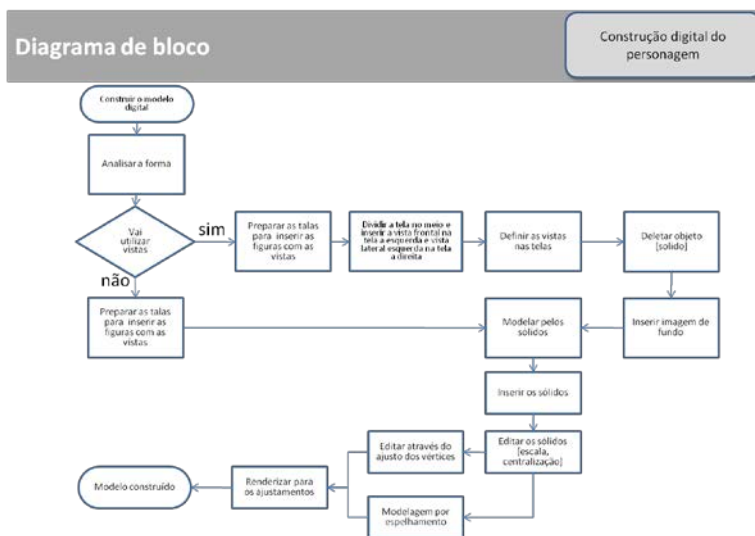 Diagrama de bloco
Construção digital do
personagem
Construir o modelo
digital
Analisar a forma
Vai
utilizar
vistas
sim
não
Preparar as talas
para inserir as
figuras com as
vistas
Dividir a tela no meio e
inserir a vista frontal na
tela a esquerda e vista
lateral esquerda na tela
a direita
Definir as vistas
nas telas
Deletar objeto
[solido]
Preparar as talas
para inserir as
figuras com as
vistas
Modelar pelos
sólidos
Inserir imagem de
fundo
Inserir os sólidos
Editar através do
ajusto dos vértices
Editar os sólidos
[escala,
centralização]
Modelo construído
Renderizar para
os ajustamentos
Modelagem por
espelhamento